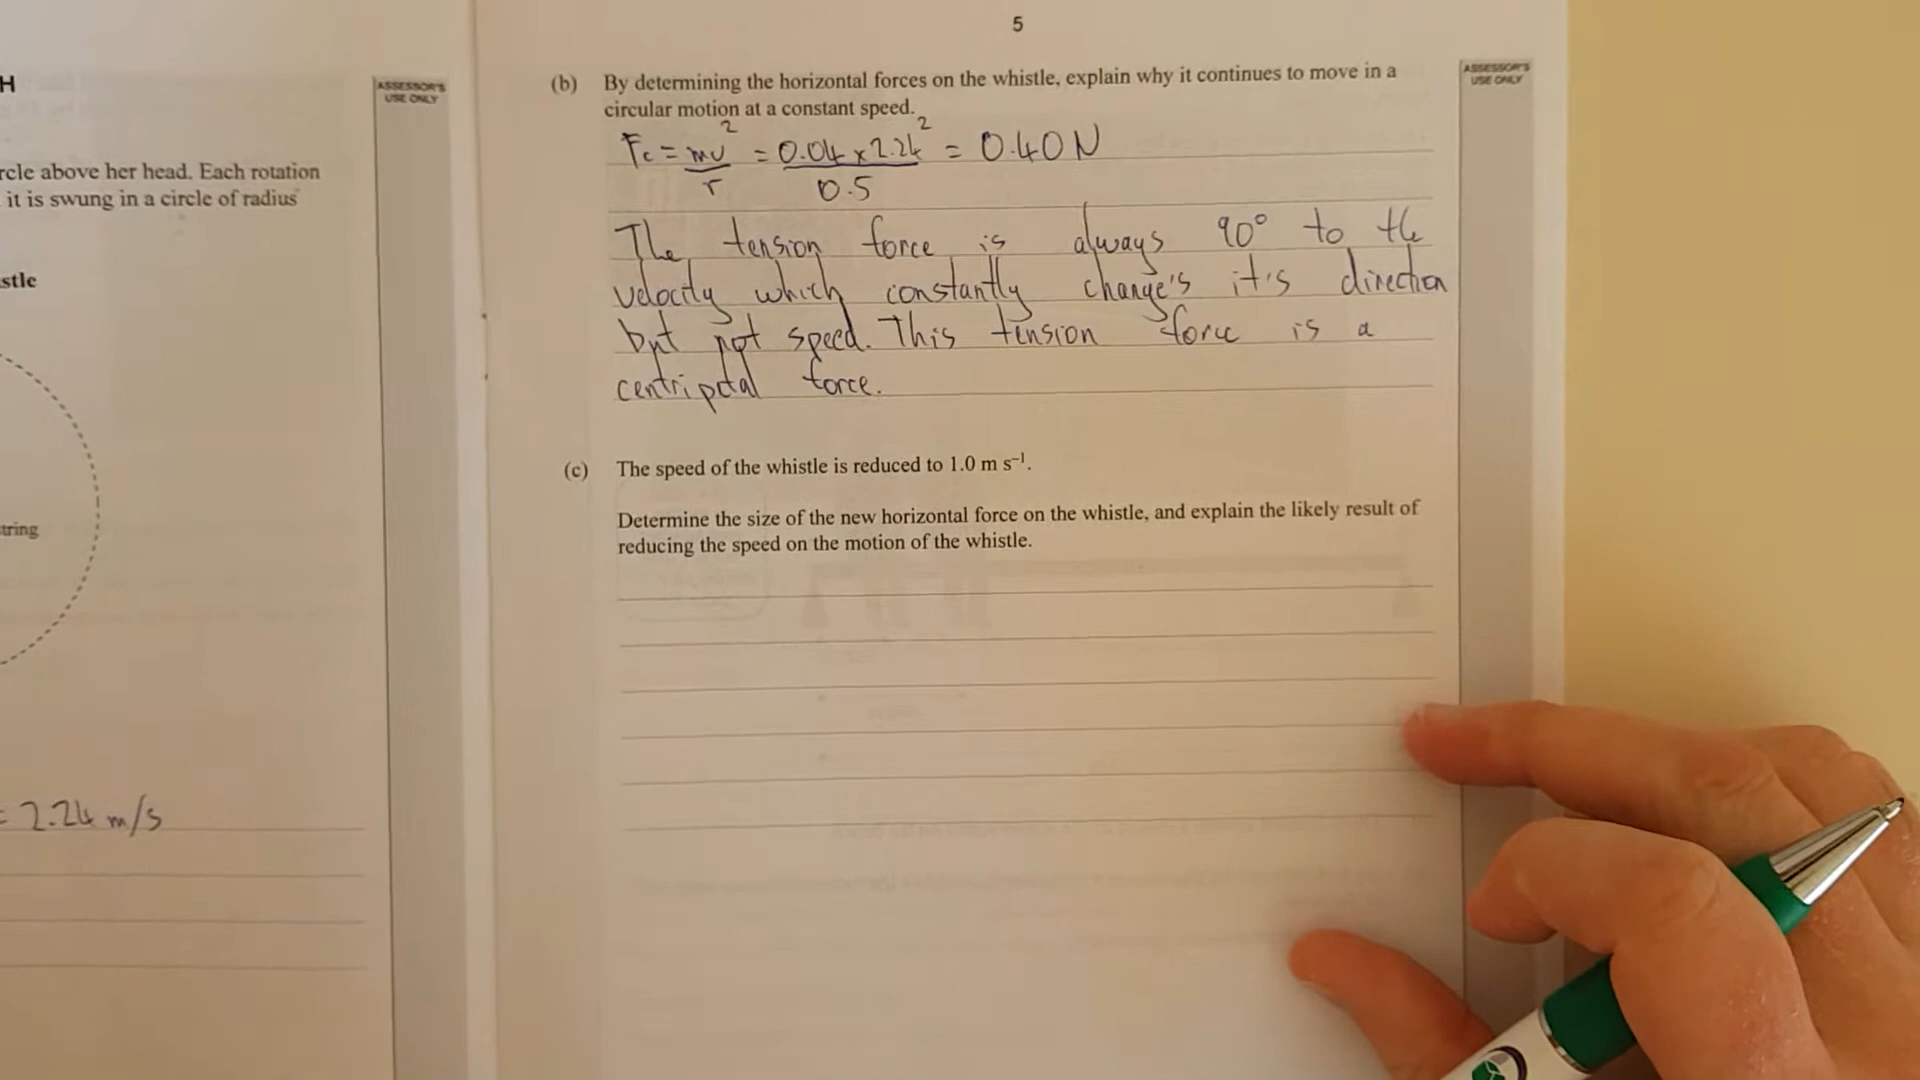 5
H
ASSESSOR'S
USE ONLY
rcle above her head. Each rotation
it is swung in a circle of radius
stle
tring
= 2.24 m/s
(b) By determining the horizontal forces on the whistle, explain why it continues to move in a
circular motion at a constant speed.
Fc = mv² / r = 0.04 x 2.24² / 0.5 = 0.40 N
The tension force is always 90° to the
velocity which constantly change's it's direction
but not speed. This tension force is a
centripetal force.
(c) The speed of the whistle is reduced to 1.0 m s⁻¹.
Determine the size of the new horizontal force on the whistle, and explain the likely result of
reducing the speed on the motion of the whistle.
ASSESSOR'S
USE ONLY